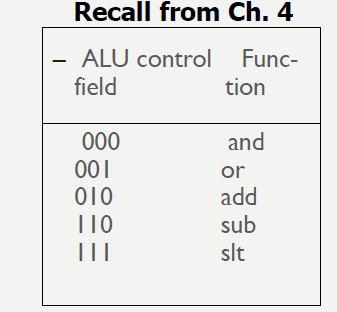 Recall from Ch. 4
– ALU control Func-
field tion
000 and
001 or
010 add
110 sub
111 slt